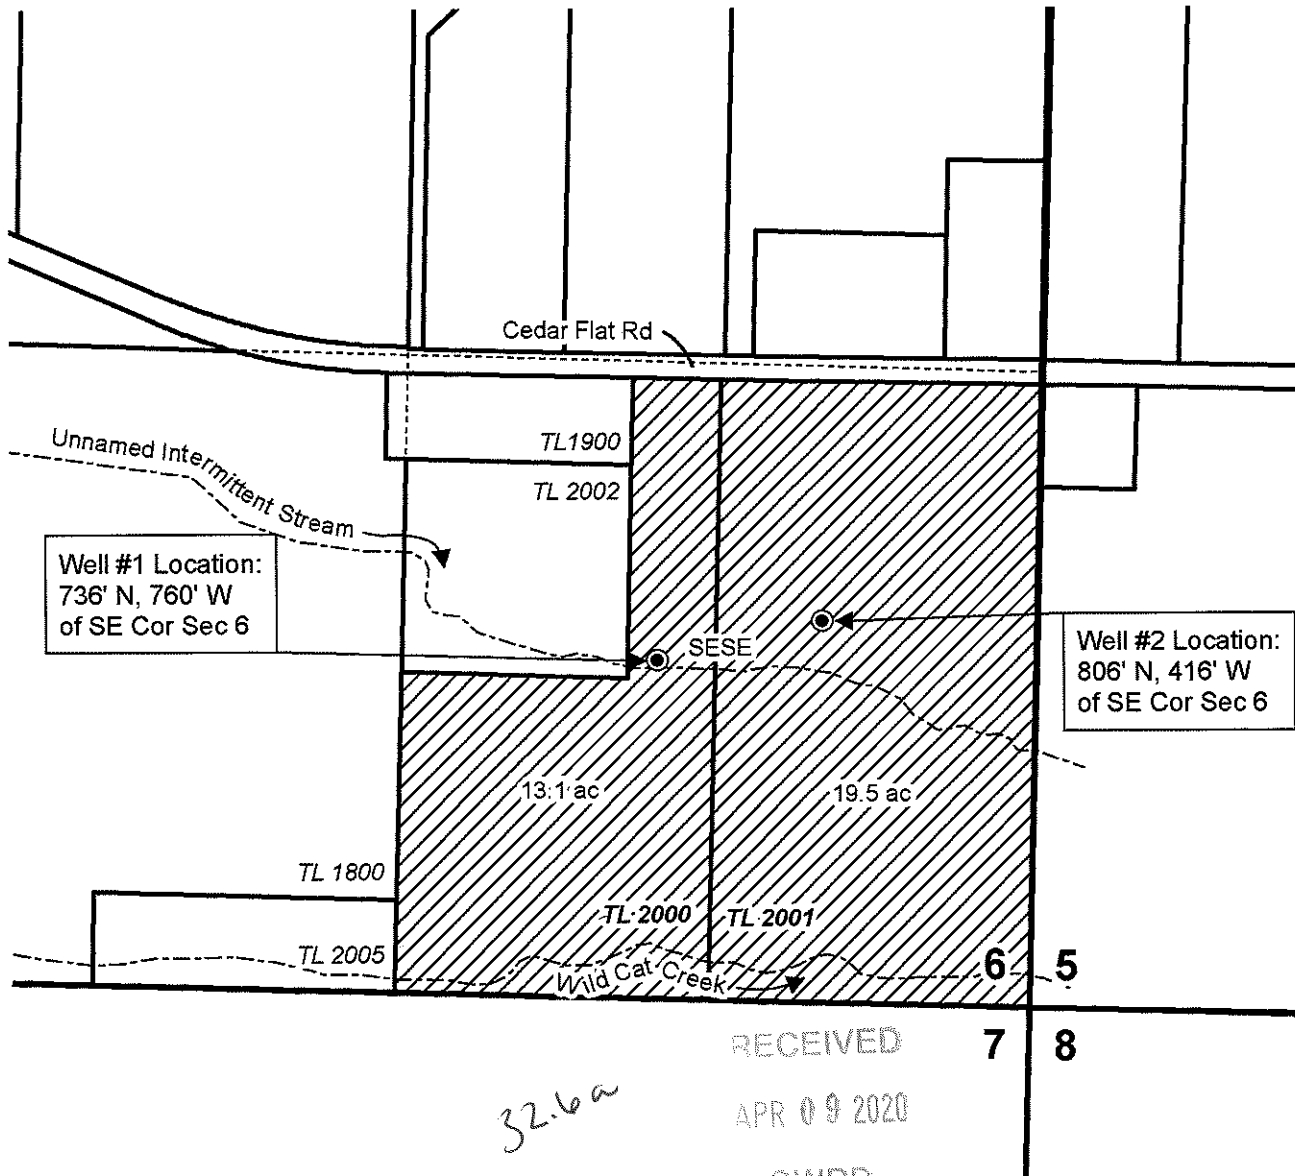 Cedar Flat Rd
TL1900
TL 2002
Unnamed Intermittent Stream
Well #1 Location:
736' N, 760' W
of SE Cor Sec 6
SESE
Well #2 Location:
806' N, 416' W
of SE Cor Sec 6
13.1 ac
19.5 ac
TL 1800
TL 2000
TL 2001
TL 2005
Wild Cat Creek
6 5
7 8
RECEIVED
APR 09 2020
32.6 a